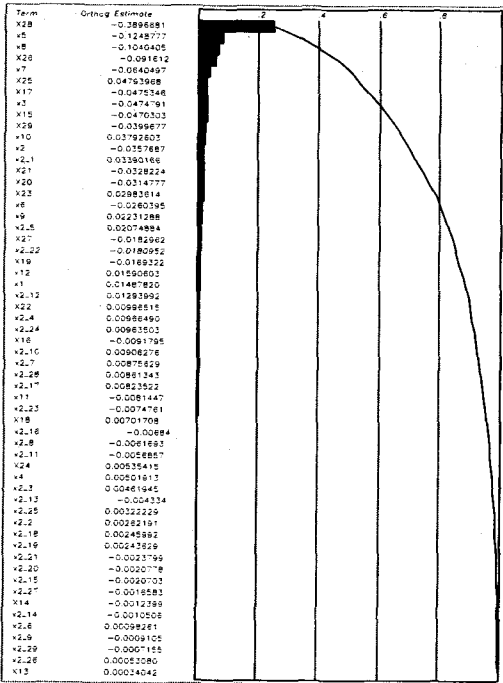 Term Orthog Estimate .2 .4 .6 .8
X28 -0.3896681
x5 -0.1248777
x8 -0.1040405
X26 -0.091612
x7 -0.0640497
X25 0.04793968
X17 -0.0475346
x3 -0.0474791
X15 -0.0470303
X29 -0.0399677
x10 0.03792603
x2 -0.0357687
x2_1 0.03390166
X21 -0.0328224
X20 -0.0314777
X23 0.02983614
x6 -0.0260395
x9 0.02231288
x2_5 0.02074884
X27 -0.0182962
x2_22 -0.0180952
X19 -0.0169322
x12 0.01590603
x1 0.01487820
x2_12 0.01293992
X22 0.00996515
x2_4 0.00966490
x2_24 0.00963503
X16 -0.0091795
x2_10 0.00906276
x2_7 0.00875629
x2_28 0.00861343
x2_17 0.00823522
x11 -0.0081447
x2_23 -0.0074761
X18 0.00701708
x2_16 -0.00684
x2_8 -0.0061693
x2_11 -0.0056857
X24 0.00535415
x4 0.00501913
x2_3 0.00461945
x2_13 -0.004334
x2_25 0.00322229
x2_2 0.00262191
x2_18 0.00245992
x2_19 0.00243629
x2_21 -0.0023799
x2_20 -0.0020778
x2_15 -0.0020703
x2_27 -0.0016583
X14 -0.0012399
x2_14 -0.0010506
x2_6 0.00098261
x2_9 -0.0009105
x2_29 -0.0007155
x2_26 0.00053080
X13 0.00034042